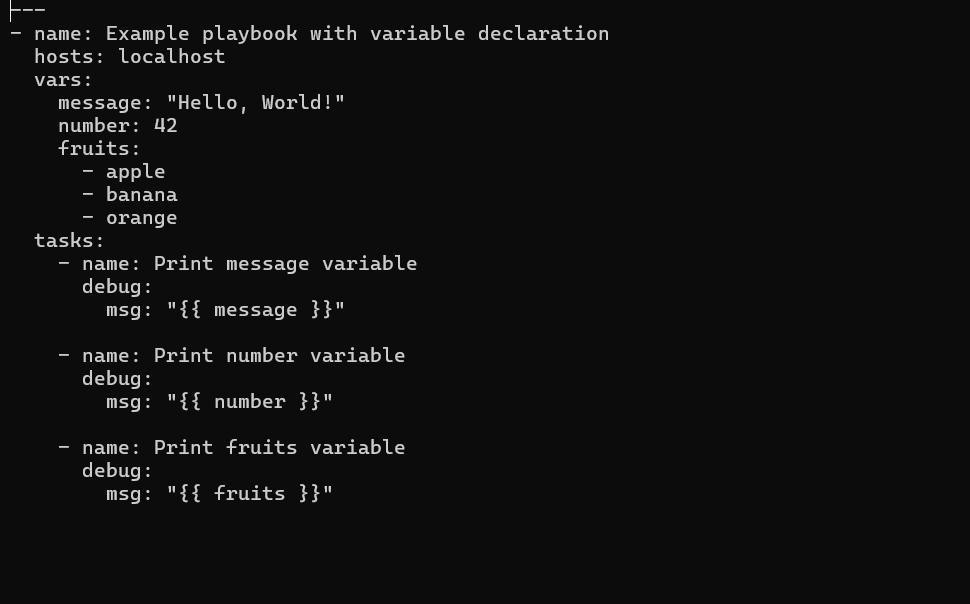 ---
- name: Example playbook with variable declaration
  hosts: localhost
  vars:
    message: "Hello, World!"
    number: 42
    fruits:
      - apple
      - banana
      - orange
  tasks:
    - name: Print message variable
      debug:
        msg: "{{ message }}"

    - name: Print number variable
      debug:
        msg: "{{ number }}"

    - name: Print fruits variable
      debug:
        msg: "{{ fruits }}"